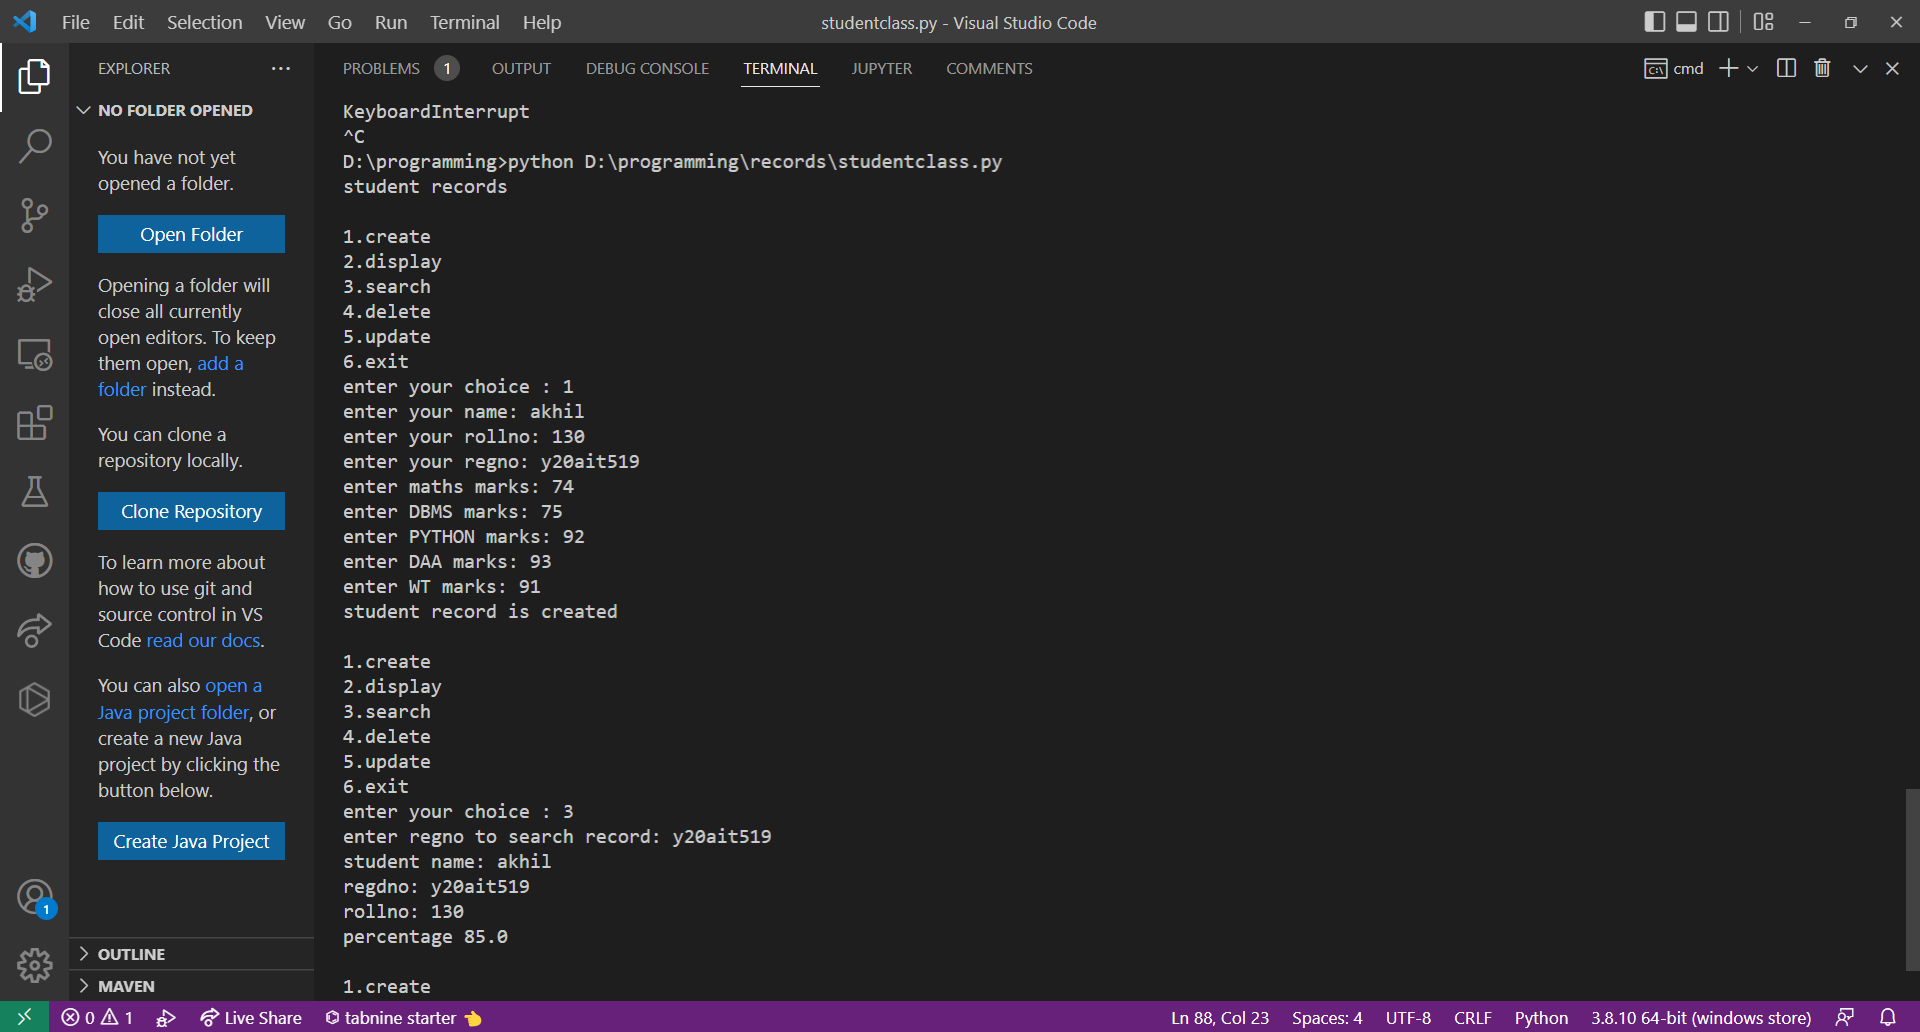 File Edit Selection View Go Run Terminal Help
studentclass.py - Visual Studio Code
EXPLORER
NO FOLDER OPENED
You have not yet
opened a folder.
Open Folder
Opening a folder will
close all currently
open editors. To keep
them open, add a
folder instead.
You can clone a
repository locally.
Clone Repository
To learn more about
how to use git and
source control in VS
Code read our docs.
You can also open a
Java project folder, or
create a new Java
project by clicking the
button below.
Create Java Project
1
OUTLINE
MAVEN
PROBLEMS 1 OUTPUT DEBUG CONSOLE TERMINAL JUPYTER COMMENTS
cmd
KeyboardInterrupt
^C
D:\programming>python D:\programming\records\studentclass.py
student records
1.create
2.display
3.search
4.delete
5.update
6.exit
enter your choice : 1
enter your name: akhil
enter your rollno: 130
enter your regno: y20ait519
enter maths marks: 74
enter DBMS marks: 75
enter PYTHON marks: 92
enter DAA marks: 93
enter WT marks: 91
student record is created
1.create
2.display
3.search
4.delete
5.update
6.exit
enter your choice : 3
enter regno to search record: y20ait519
student name: akhil
regdno: y20ait519
rollno: 130
percentage 85.0
1.create
0 1 Live Share tabnine starter 👈
Ln 88, Col 23 Spaces: 4 UTF-8 CRLF Python 3.8.10 64-bit (windows store)